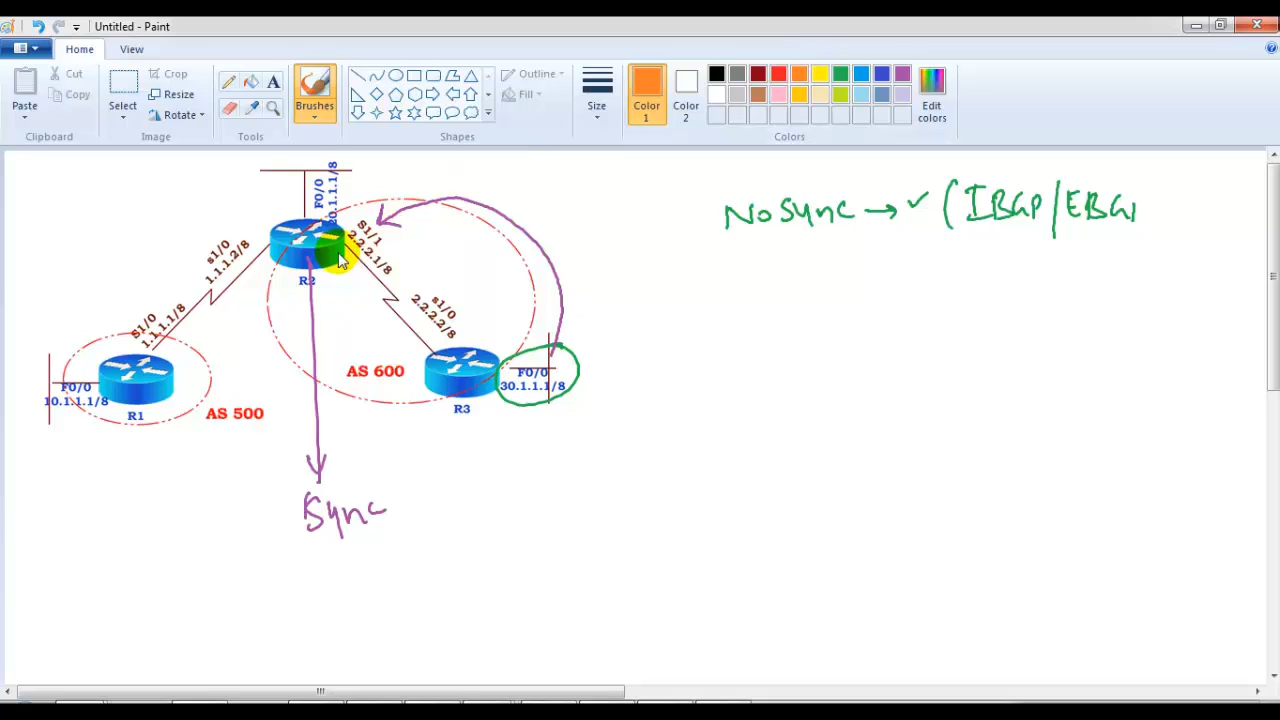 Untitled - Paint
Home
View
Paste
Cut
Copy
Clipboard
Select
Crop
Resize
Rotate
Image
Tools
Brushes
Shapes
Outline
Fill
Size
Color 1
Color 2
Edit colors
Colors
F0/0
20.1.1.1/8
R2
S1/1
2.2.2.1/8
s1/0
1.1.1.2/8
S1/0
1.1.1.1/8
s1/0
2.2.2.2/8
F0/0
10.1.1.1/8
R1
AS 500
AS 600
R3
F0/0
30.1.1.1/8
No Sync → ✓ ( IBGP/EBGP
Sync